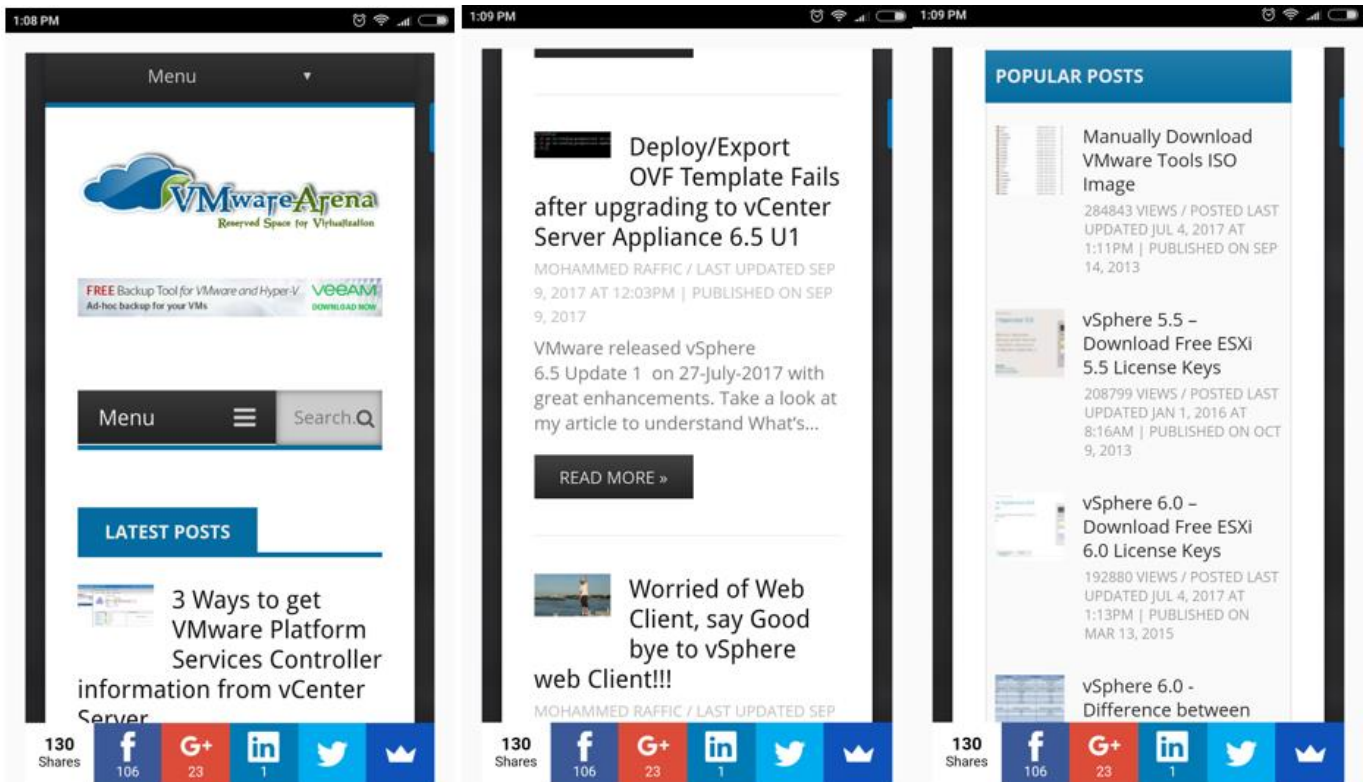 1:08 PM
Menu
VMwareArena
Reserved Space for Virtualization
FREE Backup Tool for VMware and Hyper-V
Ad-hoc backup for your VMs
VEEAM
DOWNLOAD NOW
Menu
Search.
LATEST POSTS
3 Ways to get
VMware Platform
Services Controller
information from vCenter
Server
130
Shares
f
106
G+
23
in
1
1:09 PM
Deploy/Export
OVF Template Fails
after upgrading to vCenter
Server Appliance 6.5 U1
MOHAMMED RAFFIC / LAST UPDATED SEP
9, 2017 AT 12:03PM | PUBLISHED ON SEP
9, 2017
VMware released vSphere
6.5 Update 1 on 27-July-2017 with
great enhancements. Take a look at
my article to understand What's...
READ MORE »
Worried of Web
Client, say Good
bye to vSphere
web Client!!!
MOHAMMED RAFFIC / LAST UPDATED SEP
130
Shares
f
106
G+
23
in
1
1:09 PM
POPULAR POSTS
Manually Download
VMware Tools ISO
Image
284843 VIEWS / POSTED LAST
UPDATED JUL 4, 2017 AT
1:11PM | PUBLISHED ON SEP
14, 2013
vSphere 5.5 –
Download Free ESXi
5.5 License Keys
208799 VIEWS / POSTED LAST
UPDATED JAN 1, 2016 AT
8:16AM | PUBLISHED ON OCT
9, 2013
vSphere 6.0 –
Download Free ESXi
6.0 License Keys
192880 VIEWS / POSTED LAST
UPDATED JUL 4, 2017 AT
1:13PM | PUBLISHED ON
MAR 13, 2015
vSphere 6.0 -
Difference between
130
Shares
f
106
G+
23
in
1